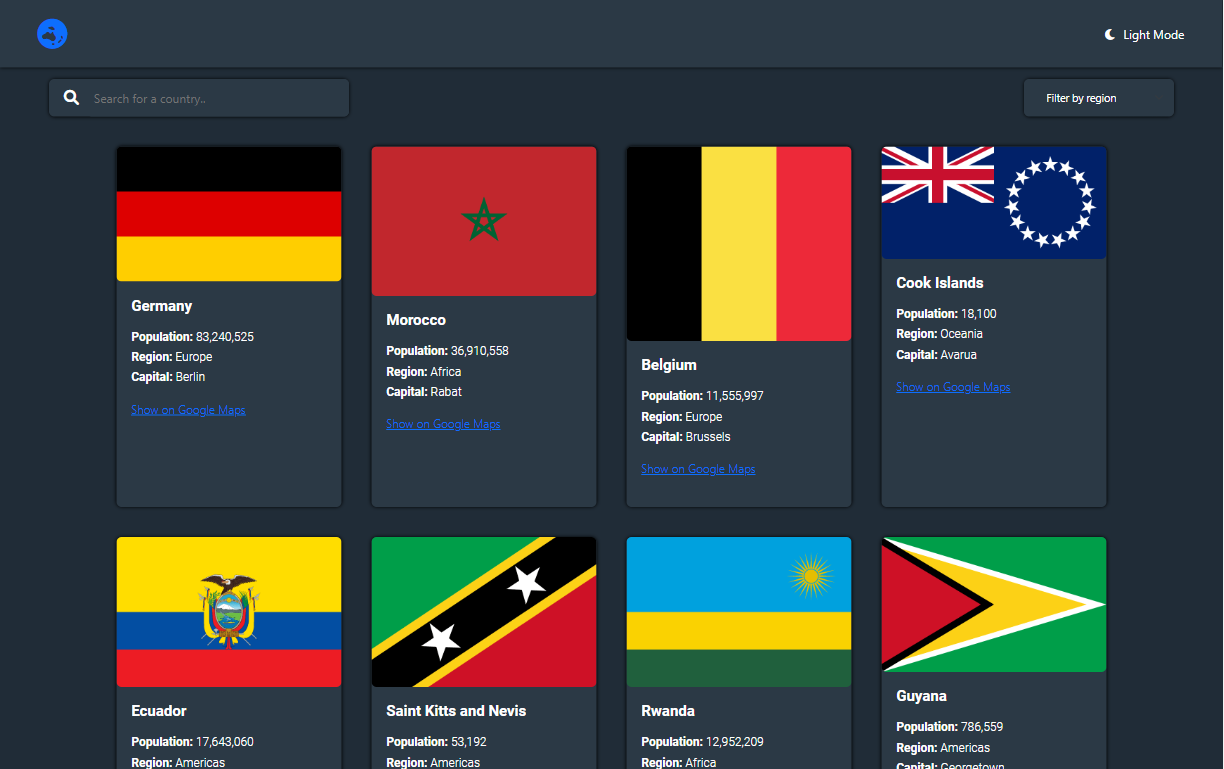 Light Mode
Search for a country..
Filter by region
Germany
Population: 83,240,525
Region: Europe
Capital: Berlin
Show on Google Maps
Morocco
Population: 36,910,558
Region: Africa
Capital: Rabat
Show on Google Maps
Belgium
Population: 11,555,997
Region: Europe
Capital: Brussels
Show on Google Maps
Cook Islands
Population: 18,100
Region: Oceania
Capital: Avarua
Show on Google Maps
Ecuador
Population: 17,643,060
Region: Americas
Saint Kitts and Nevis
Population: 53,192
Region: Americas
Rwanda
Population: 12,952,209
Region: Africa
Guyana
Population: 786,559
Region: Americas
Capital: Georgetown